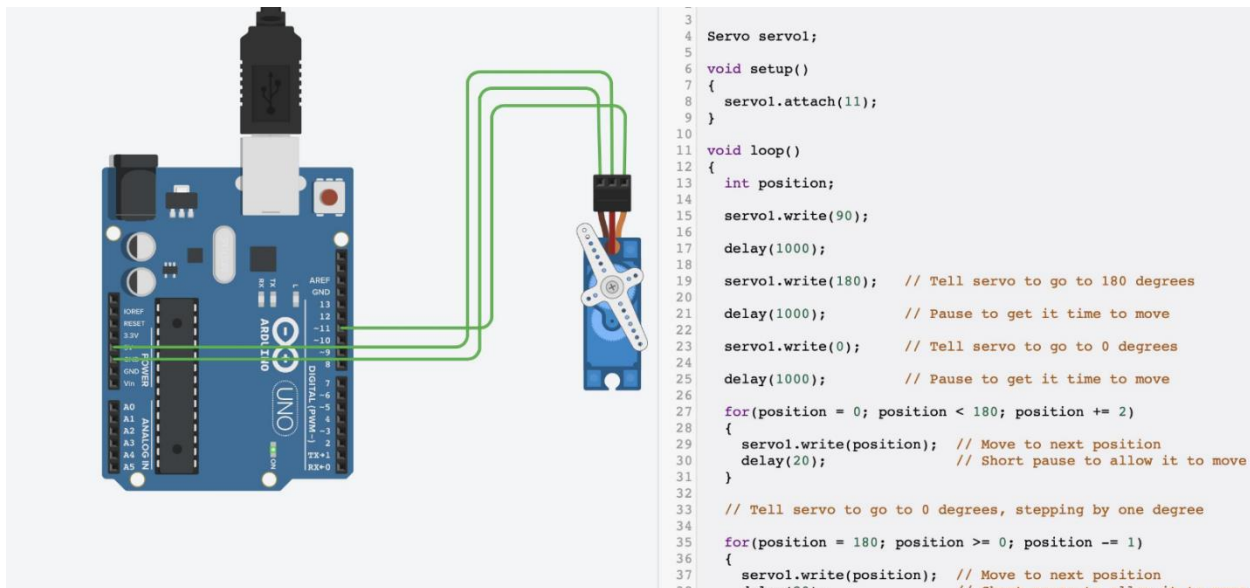 3
4 Servo servo1;
5
6 void setup()
7 {
8 servo1.attach(11);
9 }
10
11 void loop()
12 {
13 int position;
14
15 servo1.write(90);
16
17 delay(1000);
18
19 servo1.write(180); // Tell servo to go to 180 degrees
20
21 delay(1000); // Pause to get it time to move
22
23 servo1.write(0); // Tell servo to go to 0 degrees
24
25 delay(1000); // Pause to get it time to move
26
27 for(position = 0; position < 180; position += 2)
28 {
29 servo1.write(position); // Move to next position
30 delay(20); // Short pause to allow it to move
31 }
32
33 // Tell servo to go to 0 degrees, stepping by one degree
34
35 for(position = 180; position >= 0; position -= 1)
36 {
37 servo1.write(position); // Move to next position
AREF
GND
13
12
~11
~10
~9
8
7
~6
~5
4
~3
2
TX→1
RX←0
DIGITAL (PWM~)
IOREF
RESET
3.3V
5V
GND
GND
Vin
POWER
A0
A1
A2
A3
A4
A5
ANALOG IN
RX
TX
L
ARDUINO
UNO
ON